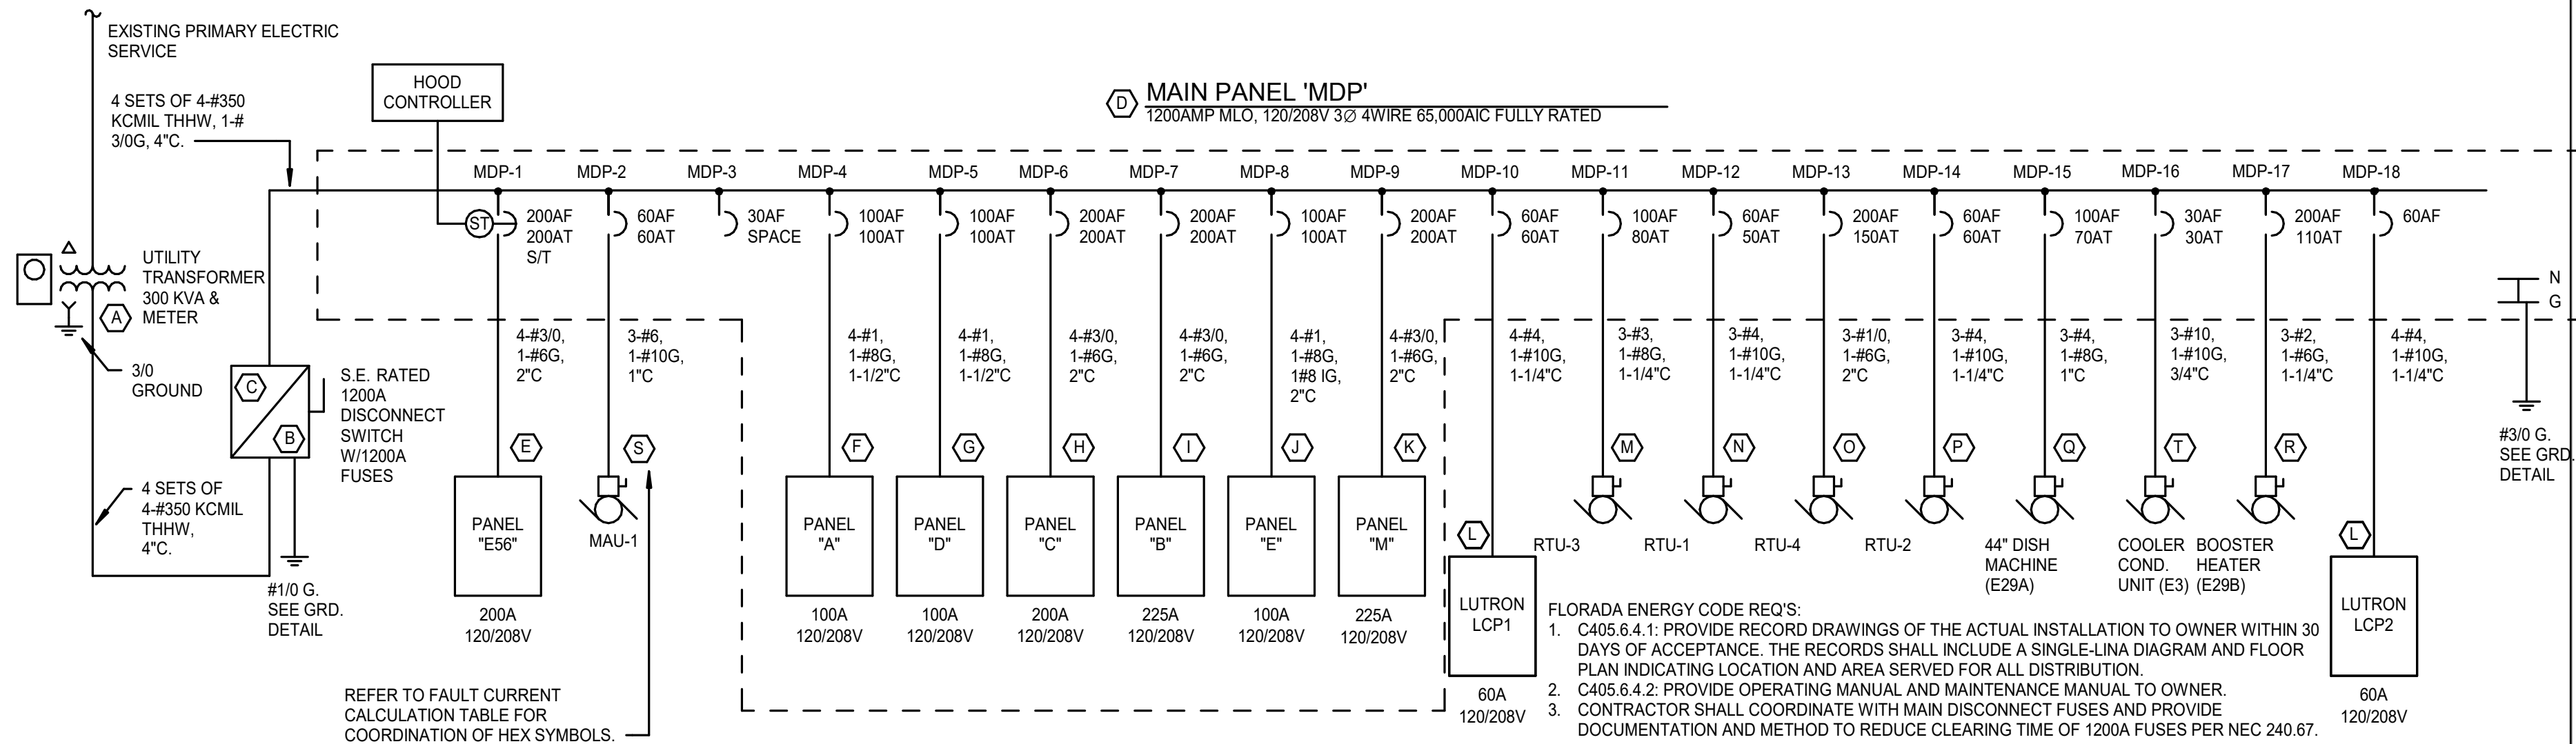 EXISTING PRIMARY ELECTRIC
SERVICE
4 SETS OF 4-#350
KCMIL THHW, 1-#
3/0G, 4"C.
HOOD
CONTROLLER
D
MAIN PANEL 'MDP'
1200AMP MLO, 120/208V 3Ø 4WIRE 65,000AIC FULLY RATED
MDP-1
MDP-2
MDP-3
MDP-4
MDP-5
MDP-6
MDP-7
MDP-8
MDP-9
MDP-10
MDP-11
MDP-12
MDP-13
MDP-14
MDP-15
MDP-16
MDP-17
MDP-18
ST
200AF
200AT
S/T
60AF
60AT
30AF
SPACE
100AF
100AT
100AF
100AT
200AF
200AT
200AF
200AT
100AF
100AT
200AF
200AT
60AF
60AT
100AF
80AT
60AF
50AT
200AF
150AT
60AF
60AT
100AF
70AT
30AF
30AT
200AF
110AT
60AF
UTILITY
TRANSFORMER
300 KVA &
METER
A
3/0
GROUND
N
G
4-#3/0,
1-#6G,
2"C
3-#6,
1-#10G,
1"C
4-#1,
1-#8G,
1-1/2"C
4-#1,
1-#8G,
1-1/2"C
4-#3/0,
1-#6G,
2"C
4-#3/0,
1-#6G,
2"C
4-#1,
1-#8G,
1#8 IG,
2"C
4-#3/0,
1-#6G,
2"C
4-#4,
1-#10G,
1-1/4"C
3-#3,
1-#8G,
1-1/4"C
3-#4,
1-#10G,
1-1/4"C
3-#1/0,
1-#6G,
2"C
3-#4,
1-#10G,
1-1/4"C
3-#4,
1-#8G,
1"C
3-#10,
1-#10G,
3/4"C
3-#2,
1-#6G,
1-1/4"C
4-#4,
1-#10G,
1-1/4"C
C
B
S.E. RATED
1200A
DISCONNECT
SWITCH
W/1200A
FUSES
4 SETS OF
4-#350 KCMIL
THHW,
4"C.
#1/0 G.
SEE GRD.
DETAIL
#3/0 G.
SEE GRD.
DETAIL
E
S
F
G
H
I
J
K
L
M
N
O
P
Q
T
R
L
PANEL
"E56"
200A
120/208V
MAU-1
PANEL
"A"
100A
120/208V
PANEL
"D"
100A
120/208V
PANEL
"C"
200A
120/208V
PANEL
"B"
225A
120/208V
PANEL
"E"
100A
120/208V
PANEL
"M"
225A
120/208V
LUTRON
LCP1
60A
120/208V
RTU-3
RTU-1
RTU-4
RTU-2
44" DISH
MACHINE
(E29A)
COOLER
COND.
UNIT (E3)
BOOSTER
HEATER
(E29B)
LUTRON
LCP2
60A
120/208V
REFER TO FAULT CURRENT
CALCULATION TABLE FOR
COORDINATION OF HEX SYMBOLS.
FLORADA ENERGY CODE REQ'S:
1. C405.6.4.1: PROVIDE RECORD DRAWINGS OF THE ACTUAL INSTALLATION TO OWNER WITHIN 30
DAYS OF ACCEPTANCE. THE RECORDS SHALL INCLUDE A SINGLE-LINA DIAGRAM AND FLOOR
PLAN INDICATING LOCATION AND AREA SERVED FOR ALL DISTRIBUTION.
2. C405.6.4.2: PROVIDE OPERATING MANUAL AND MAINTENANCE MANUAL TO OWNER.
3. CONTRACTOR SHALL COORDINATE WITH MAIN DISCONNECT FUSES AND PROVIDE
DOCUMENTATION AND METHOD TO REDUCE CLEARING TIME OF 1200A FUSES PER NEC 240.67.